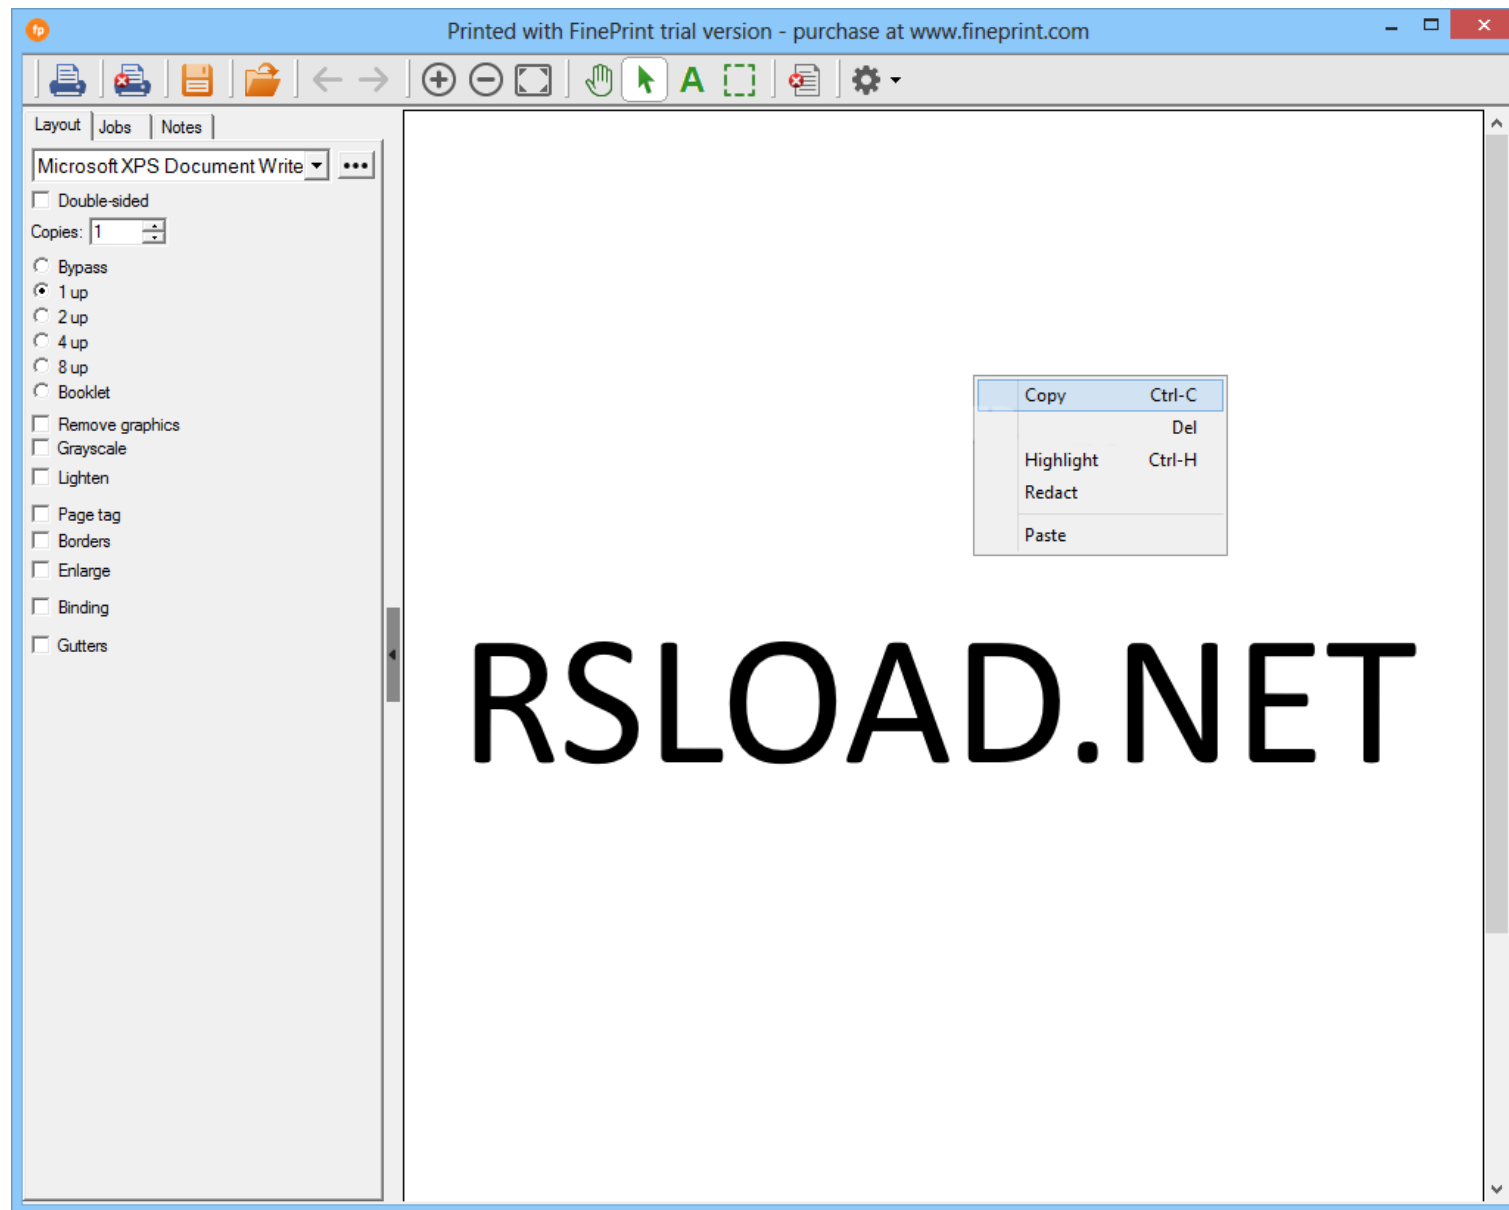 fp
Printed with FinePrint trial version - purchase at www.fineprint.com
A
Layout Jobs Notes
Microsoft XPS Document Write
Double-sided
Copies: 1
Bypass
1 up
2 up
4 up
8 up
Booklet
Remove graphics
Grayscale
Lighten
Page tag
Borders
Enlarge
Binding
Gutters
Copy Ctrl-C
Del
Highlight Ctrl-H
Redact
Paste
RSLOAD.NET